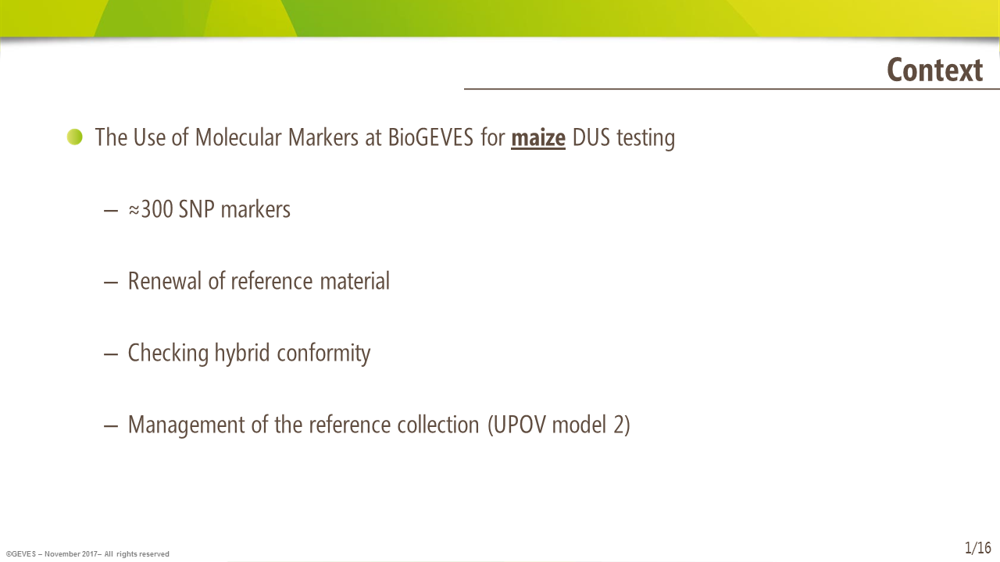 Context
The Use of Molecular Markers at BioGEVES for maize DUS testing
– ≈300 SNP markers
– Renewal of reference material
– Checking hybrid conformity
– Management of the reference collection (UPOV model 2)
©GEVES – November 2017– All rights reserved
1/16